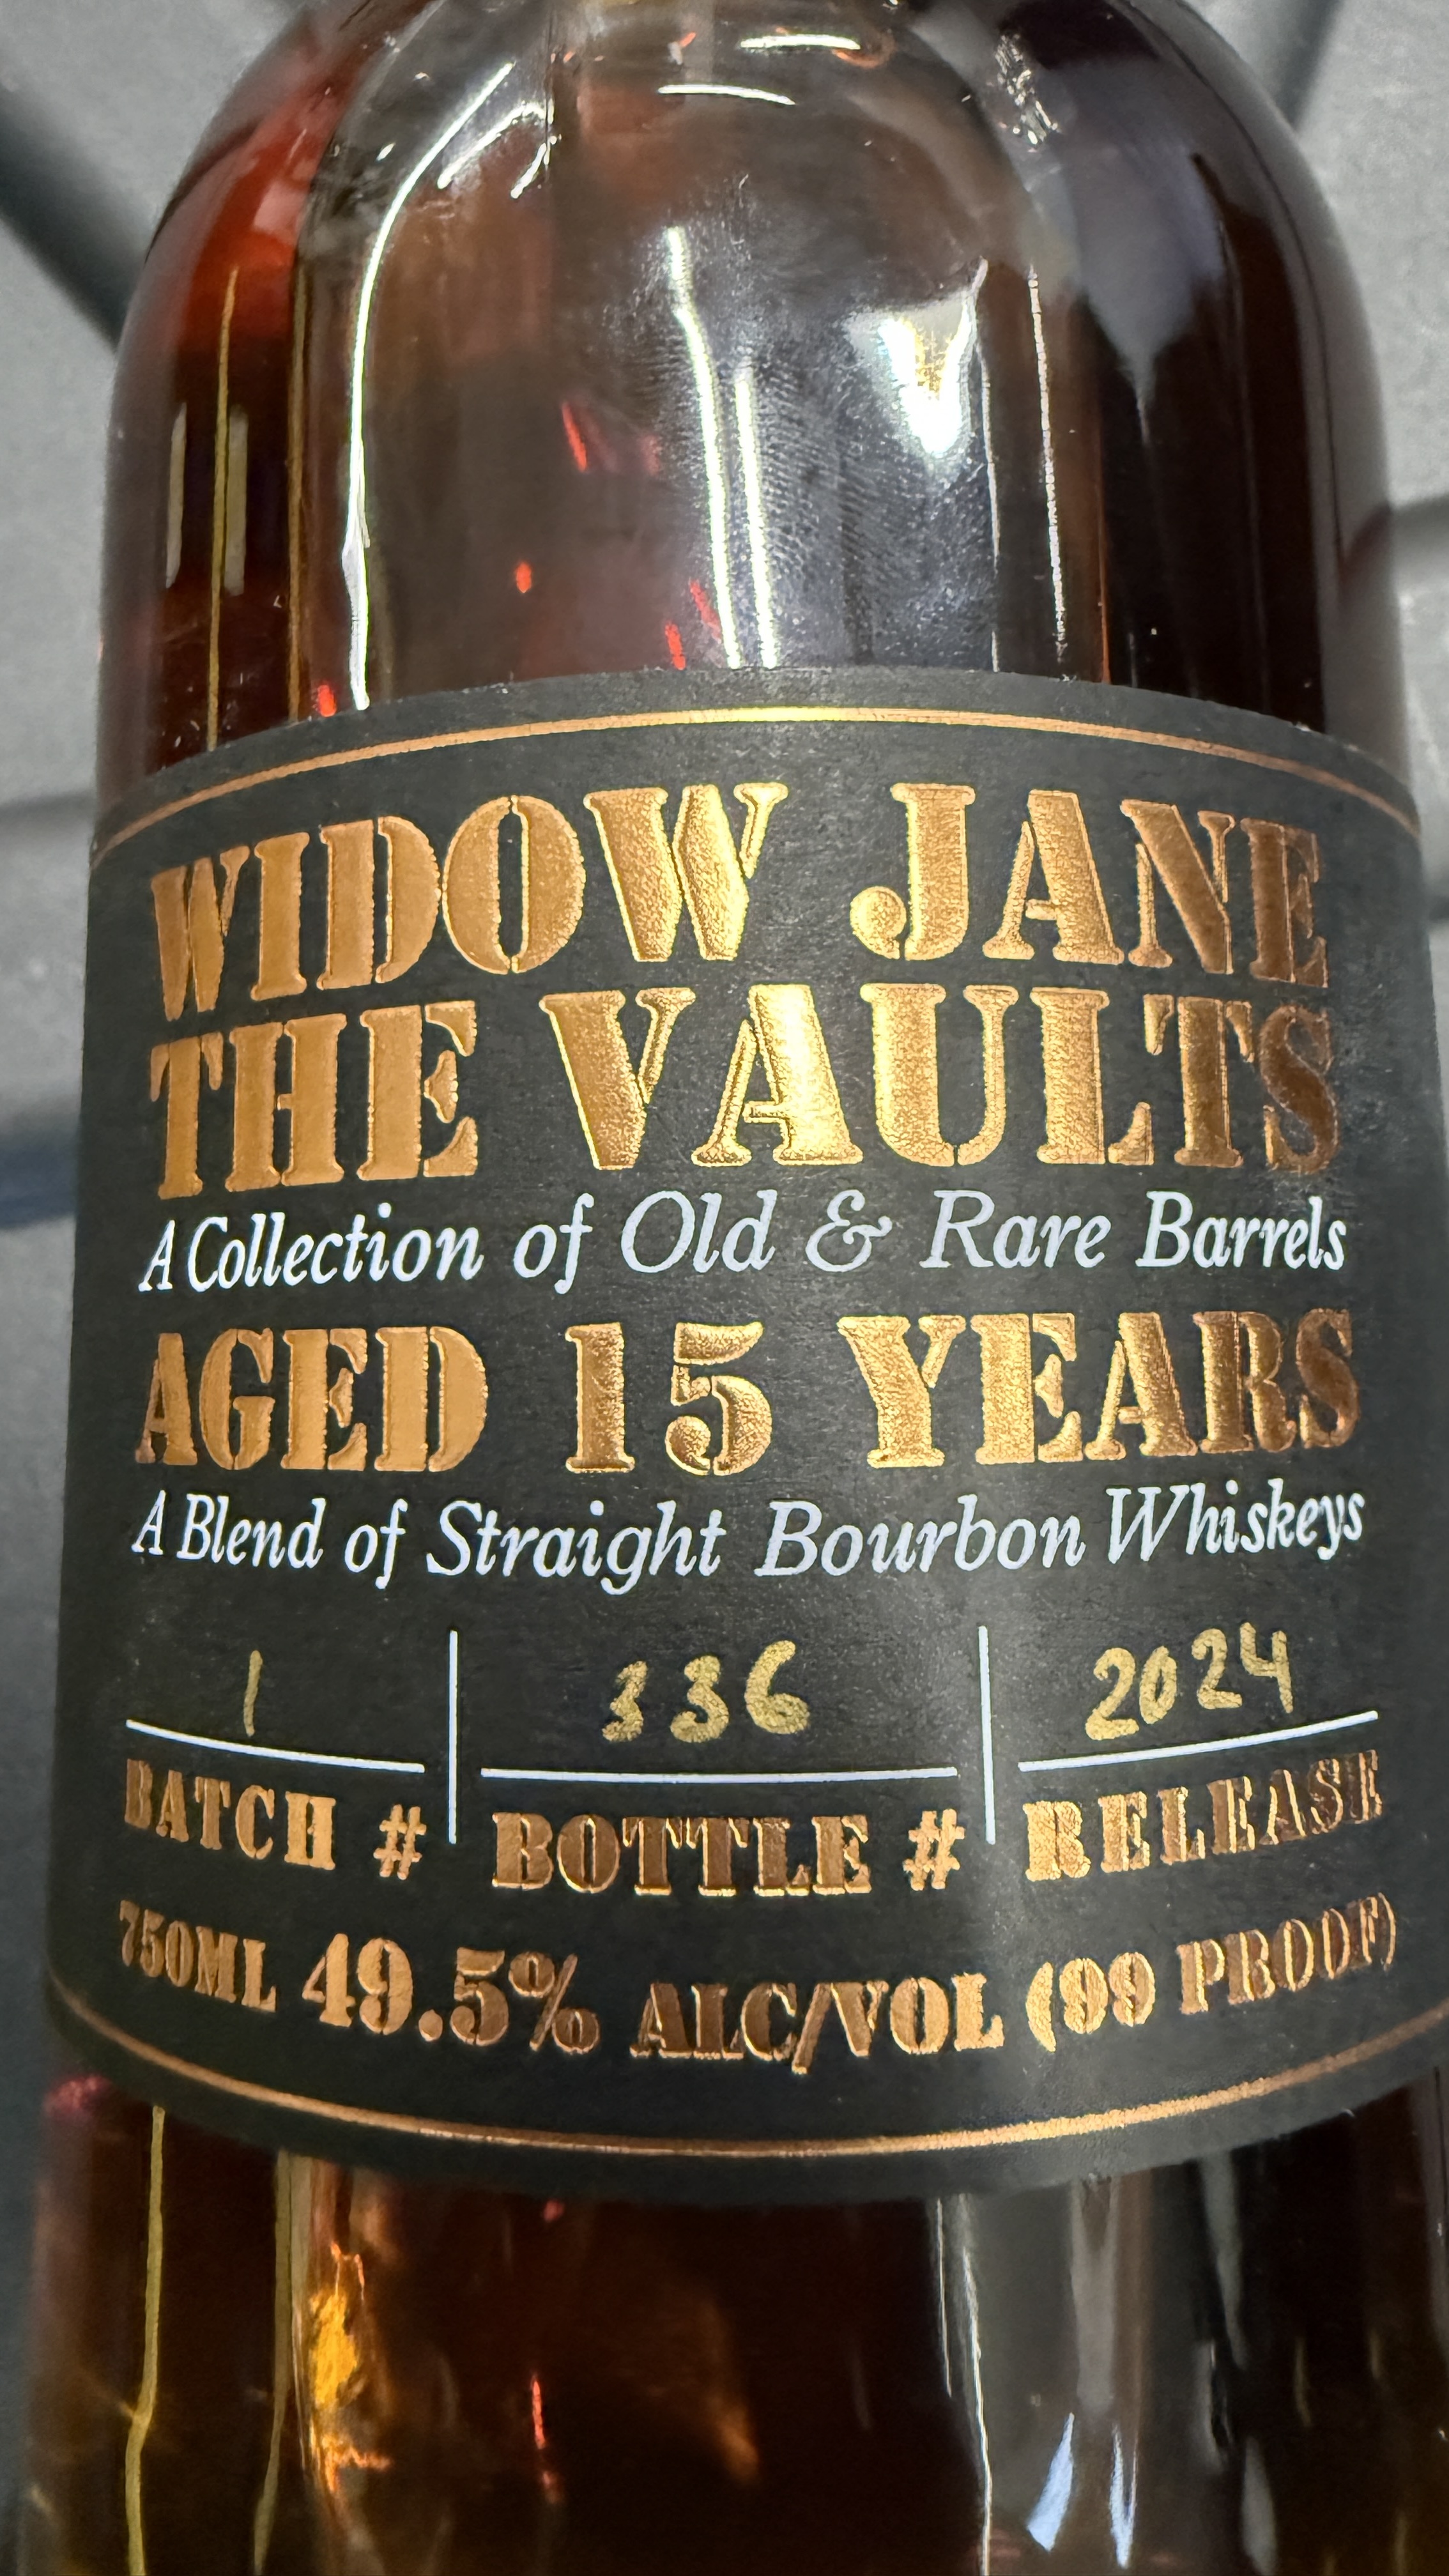 WIDOW JANE
THE VAULTS
A Collection of Old & Rare Barrels
AGED 15 YEARS
A Blend of Straight Bourbon Whiskeys
1 336 2024
BATCH # BOTTLE # RELEASE
750ML 49.5% ALC/VOL (99 PROOF)